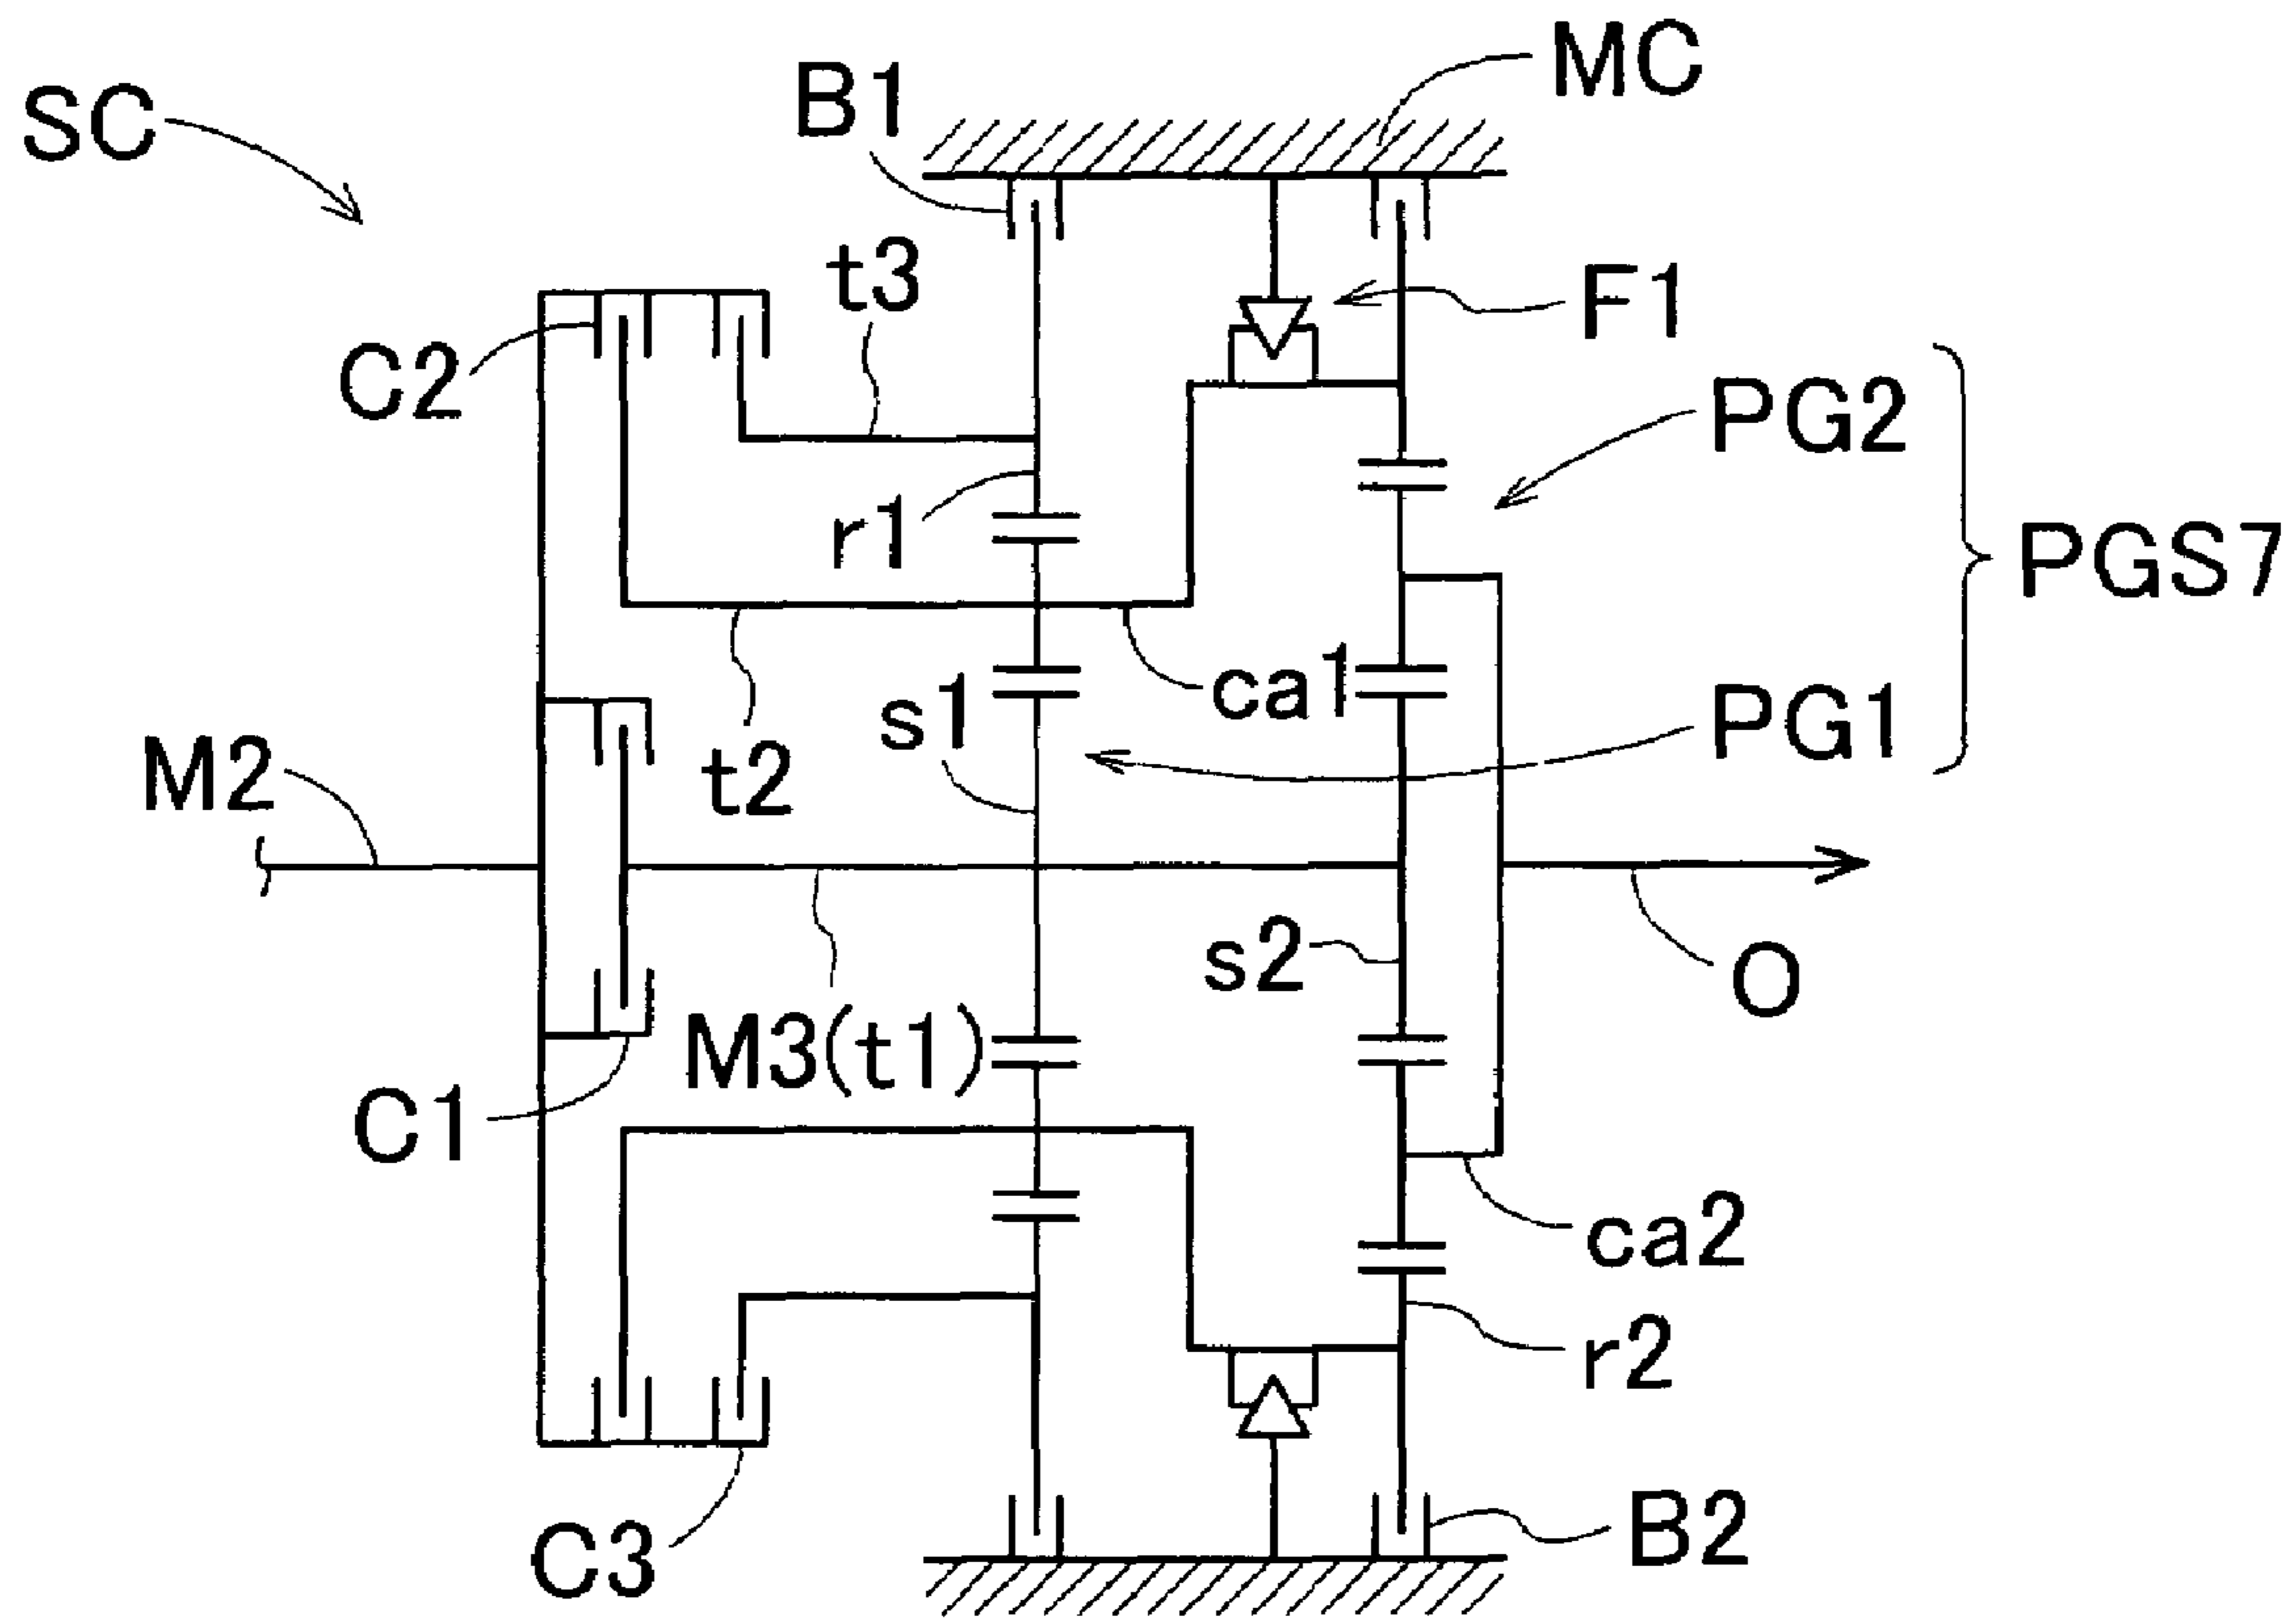 MC
B1
SC
t3
F1
C2
PG2
r1
PGS7
ca1
s1
PG1
M2
t2
s2
O
M3(t1)
C1
ca2
r2
B2
C3